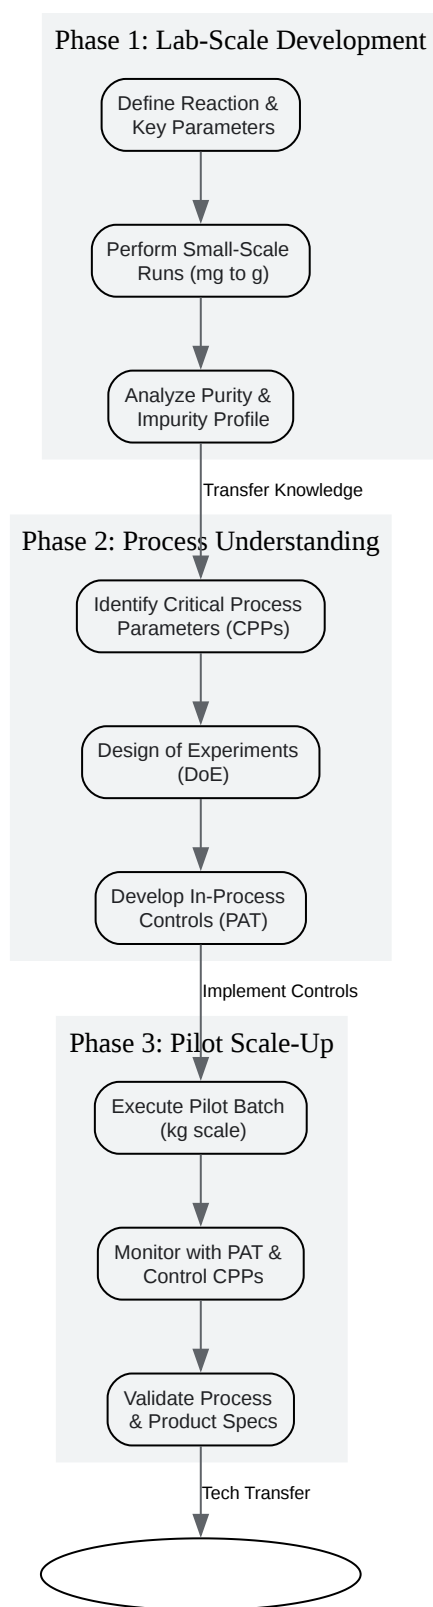 Phase 1: Lab-Scale Development
Define Reaction &
Key Parameters
Perform Small-Scale
Runs (mg to g)
Analyze Purity &
Impurity Profile
Transfer Knowledge
Phase 2: Process Understanding
Identify Critical Process
Parameters (CPPs)
Design of Experiments
(DoE)
Develop In-Process
Controls (PAT)
Implement Controls
Phase 3: Pilot Scale-Up
Execute Pilot Batch
(kg scale)
Monitor with PAT &
Control CPPs
Validate Process
& Product Specs
Tech Transfer